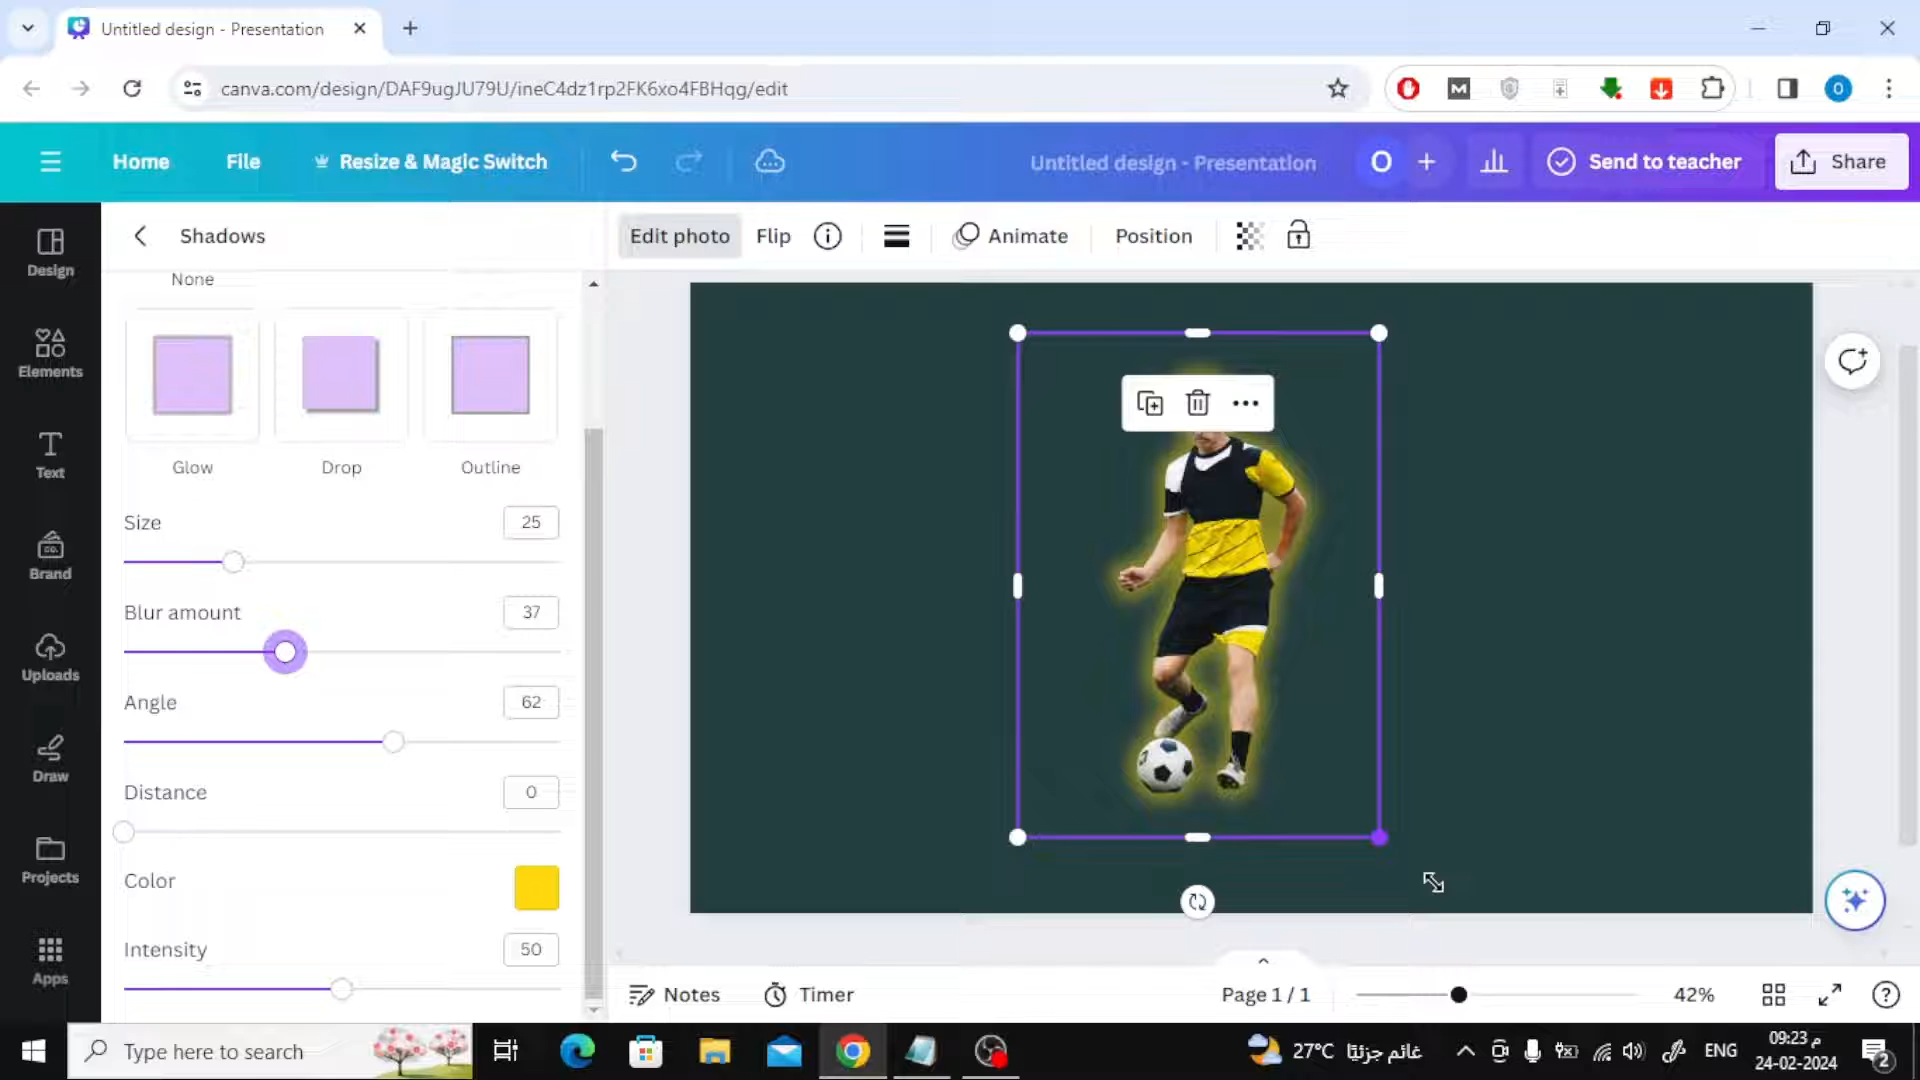 Untitled design - Presentation
canva.com/design/DAF9ugJU79U/ineC4dz1rp2FK6xo4FBHqg/edit
O
Home
File
Resize & Magic Switch
Untitled design - Presentation
O
Send to teacher
Share
Design
Elements
Text
Brand
Uploads
Draw
Projects
Apps
Shadows
None
Glow
Drop
Outline
Size
25
Blur amount
37
Angle
62
Distance
0
Color
Intensity
50
Edit photo
Flip
Animate
Position
Notes
Timer
Page 1 / 1
42%
Type here to search
27°C
غائم جزئيًا
ENG
09:23 م
24-02-2024
2